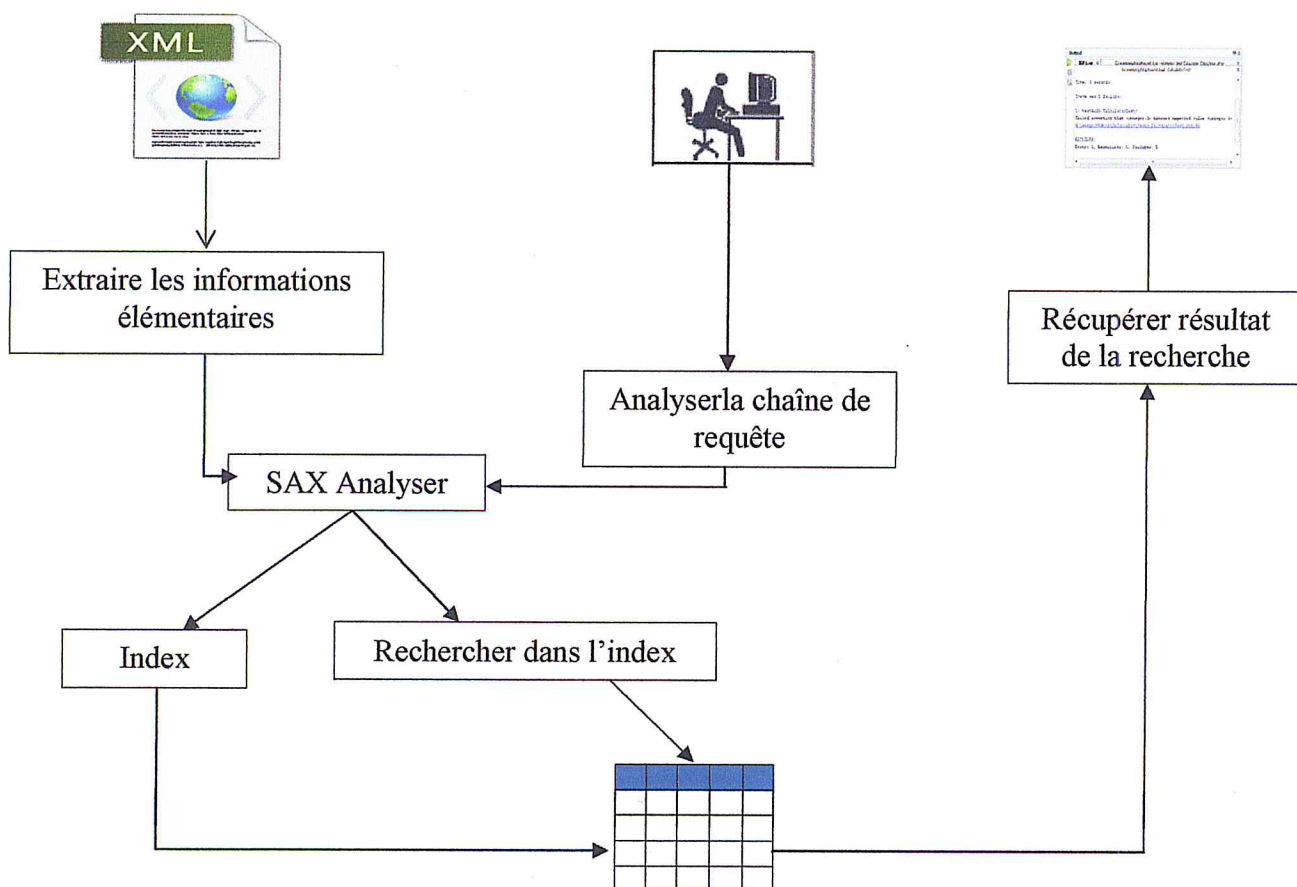 XML
Extraire les informations
élémentaires
Analyserla chaîne de
requête
Récupérer résultat
de la recherche
SAX Analyser
Index
Rechercher dans l'index